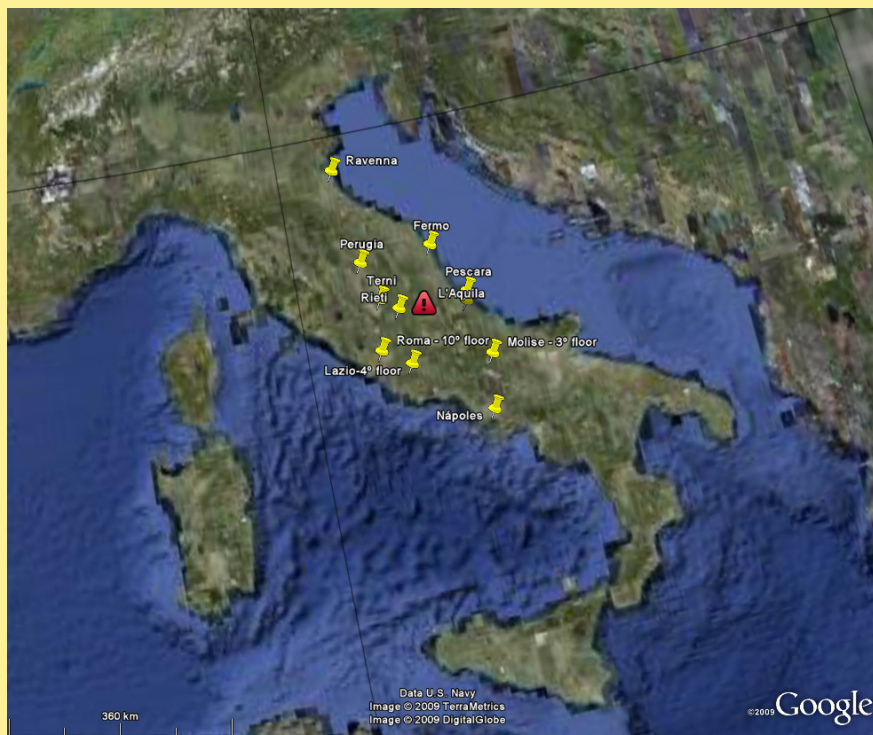 Ravenna
Fermo
Perugia
Pescara
Terni
L'Aquila
Rieti
Roma - 10º floor
Molise - 3º floor
Lazio-4º floor
Nápoles
Data U.S. Navy
Image © 2009 TerraMetrics
Image © 2009 DigitalGlobe
360 km
©2009 Google